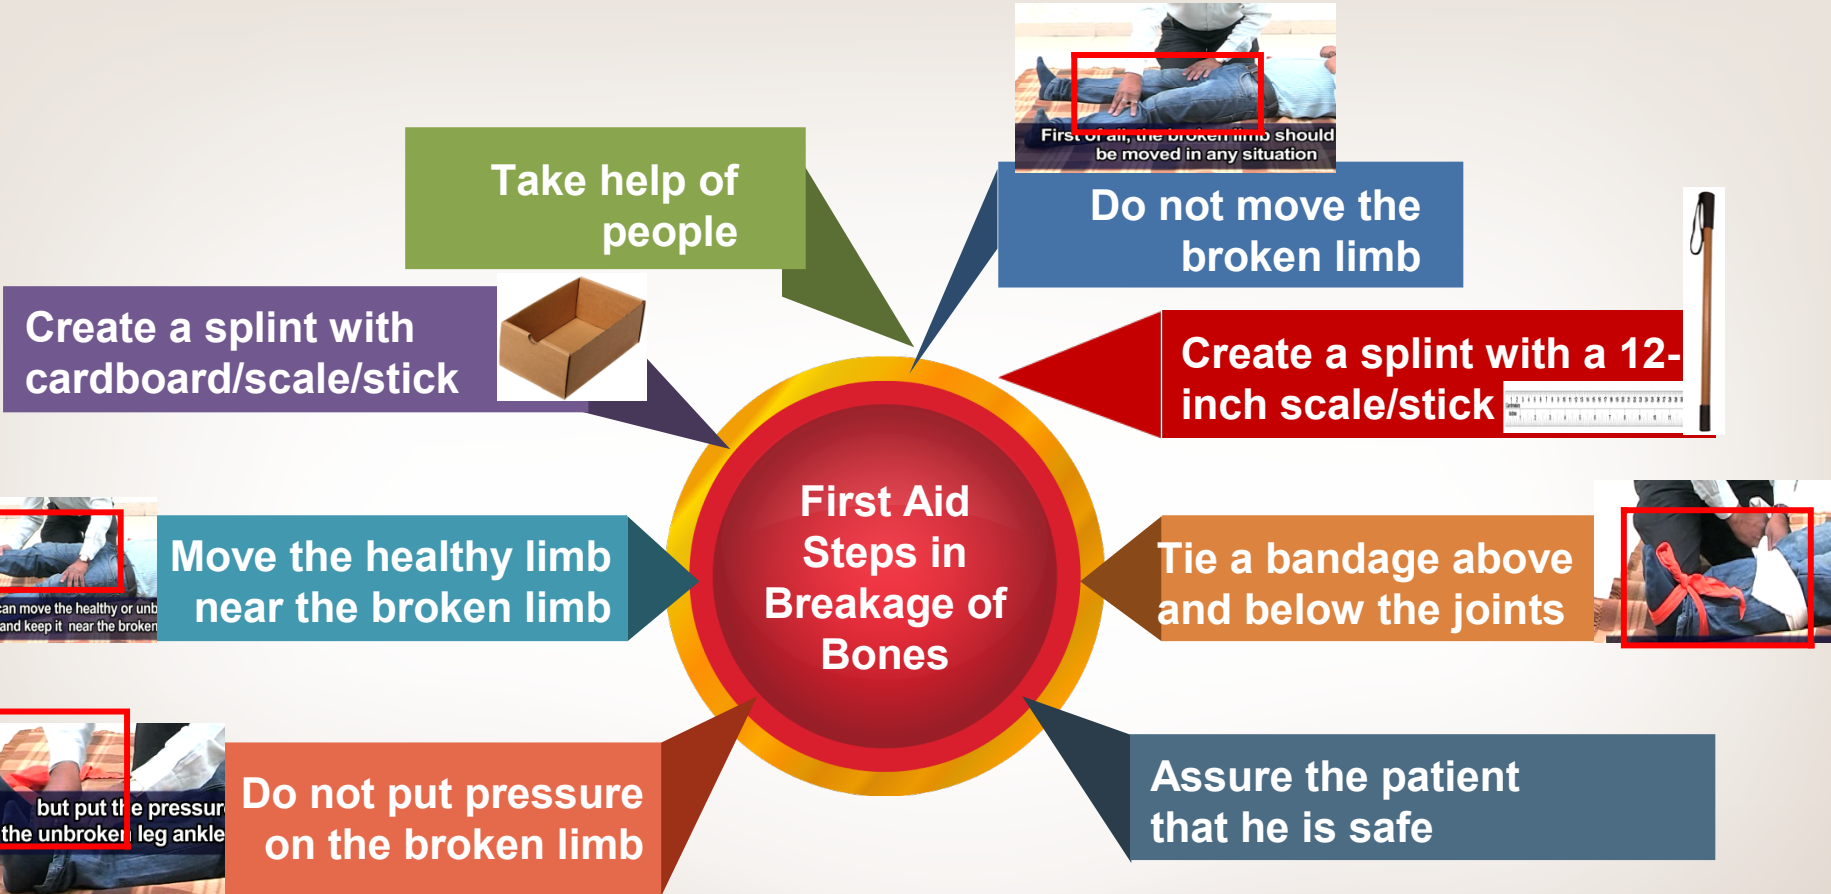 First of all, the broken limb should
be moved in any situation
Take help of
people
Do not move the
broken limb
Create a splint with
cardboard/scale/stick
Create a splint with a 12-
inch scale/stick
First Aid
Steps in
Breakage of
Bones
Move the healthy limb
near the broken limb
can move the healthy or unb
and keep it near the broken
Tie a bandage above
and below the joints
but put the pressur
the unbroken leg ankle
Do not put pressure
on the broken limb
Assure the patient
that he is safe